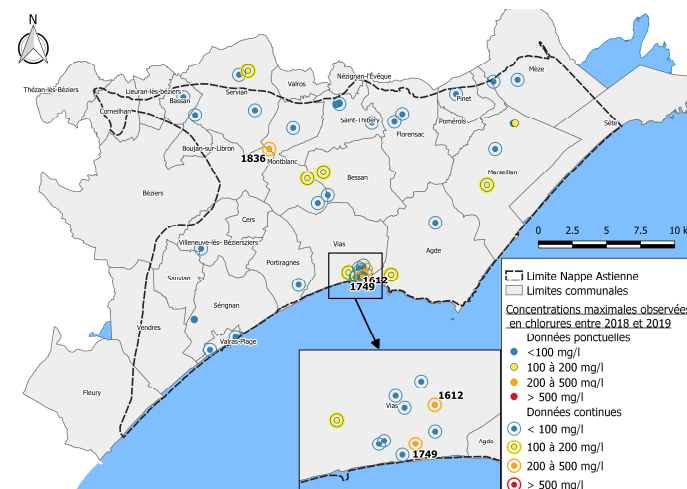 N
Mèze
Nézignan-l'Évêque
Valros
Thézan-lès-Béziers
Lieuran-lès-béziers
Servian
Bassan
Pinet
Corneilhan
Saint-Thibéry
Pomérols
Sète
Florensac
Boujan-sur-Libron
1836
Montblanc
Marseillan
Bessan
Béziers
Cers
Villeneuve-lès- Béziersziers
Vias
Agde
0 2.5 5 7.5 10 k
Portiragnes
Sauvian
1612
1749
Sérignan
Vendres
Valras-Plage
Fleury
Limite Nappe Astienne
Limites communales
Concentrations maximales observées
en chlorures entre 2018 et 2019
Données ponctuelles
<100 mg/l
100 à 200 mg/l
200 à 500 mg/l
> 500 mg/l
Données continues
< 100 mg/l
100 à 200 mg/l
200 à 500 mg/l
> 500 mg/l
1612
Vias
Agde
1749